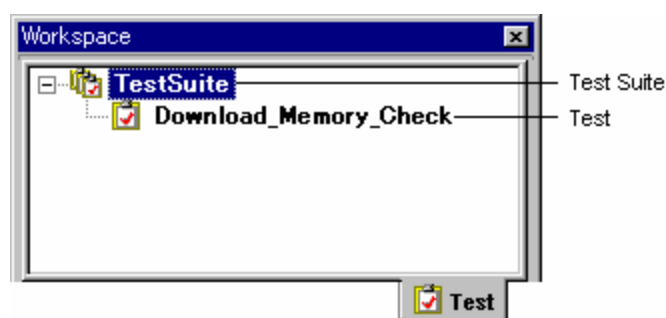 Workspace
TestSuite
Test Suite
Download_Memory_Check
Test
Test